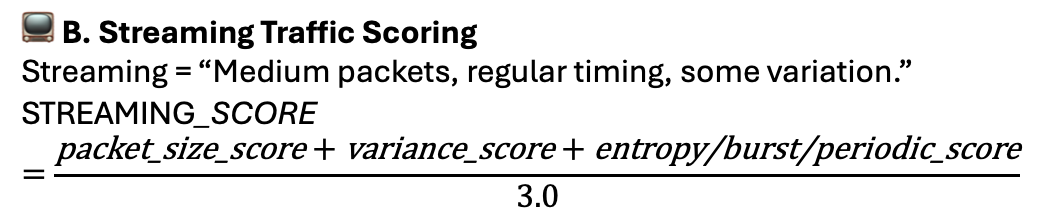 📺 B. Streaming Traffic Scoring
Streaming = “Medium packets, regular timing, some variation.”
STREAMING_SCORE
= packet_size_score + variance_score + entropy/burst/periodic_score
3.0